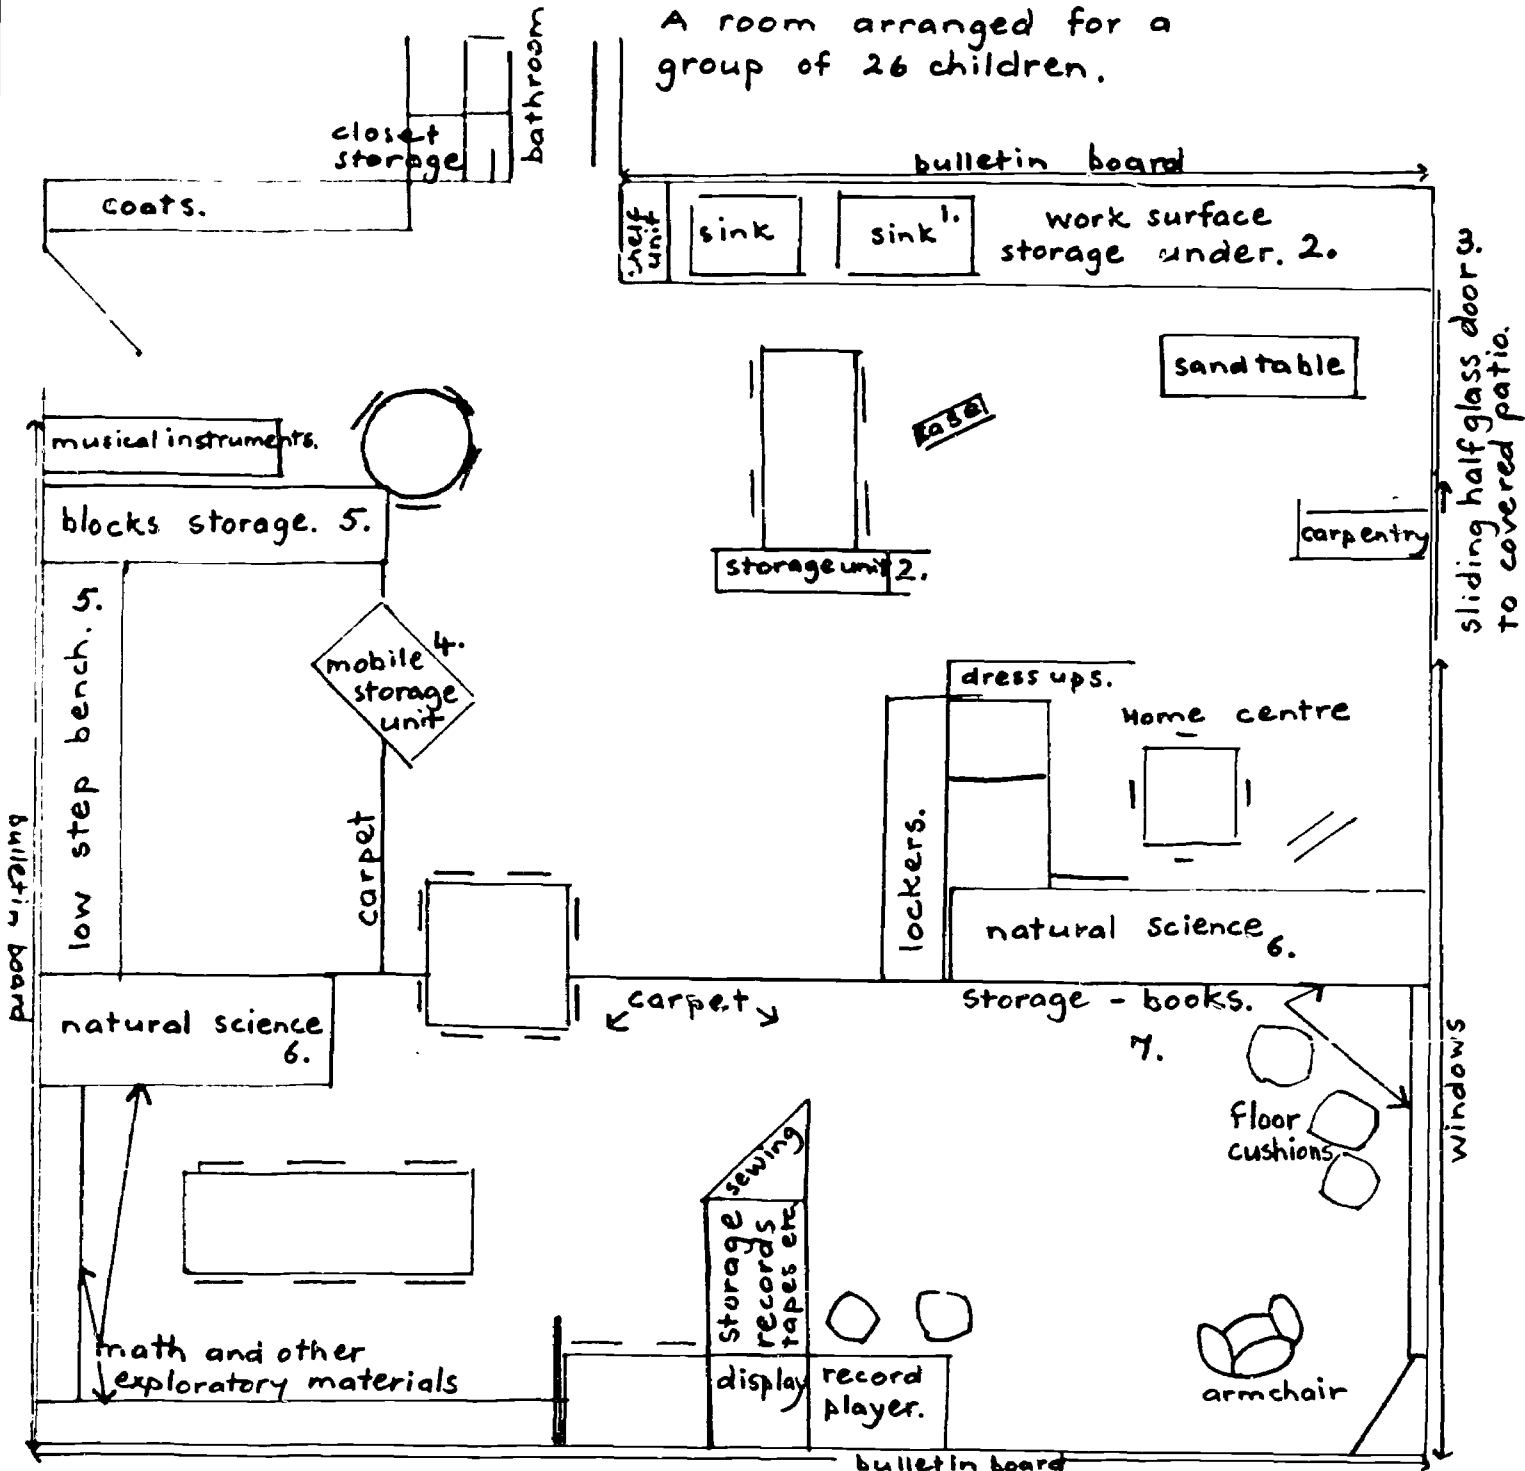 A room arranged for a
group of 26 children.
bathroom
closet
storage
coats.
bulletin board
shelf
unit
sink
sink 1.
work surface
storage under. 2.
sliding half glass door 3.
to covered patio.
sand table
easel
musical instruments.
blocks storage. 5.
storage unit 2.
carpentry
low step bench. 5.
mobile 4.
storage
unit
dress ups.
Home centre
carpet
lockers.
bulletin board
natural science 6.
carpet
storage - books.
7.
natural science
6.
windows
floor
cushions
sewing
storage
records
tapes etc
math and other
exploratory materials
display
record
player.
armchair
bulletin board